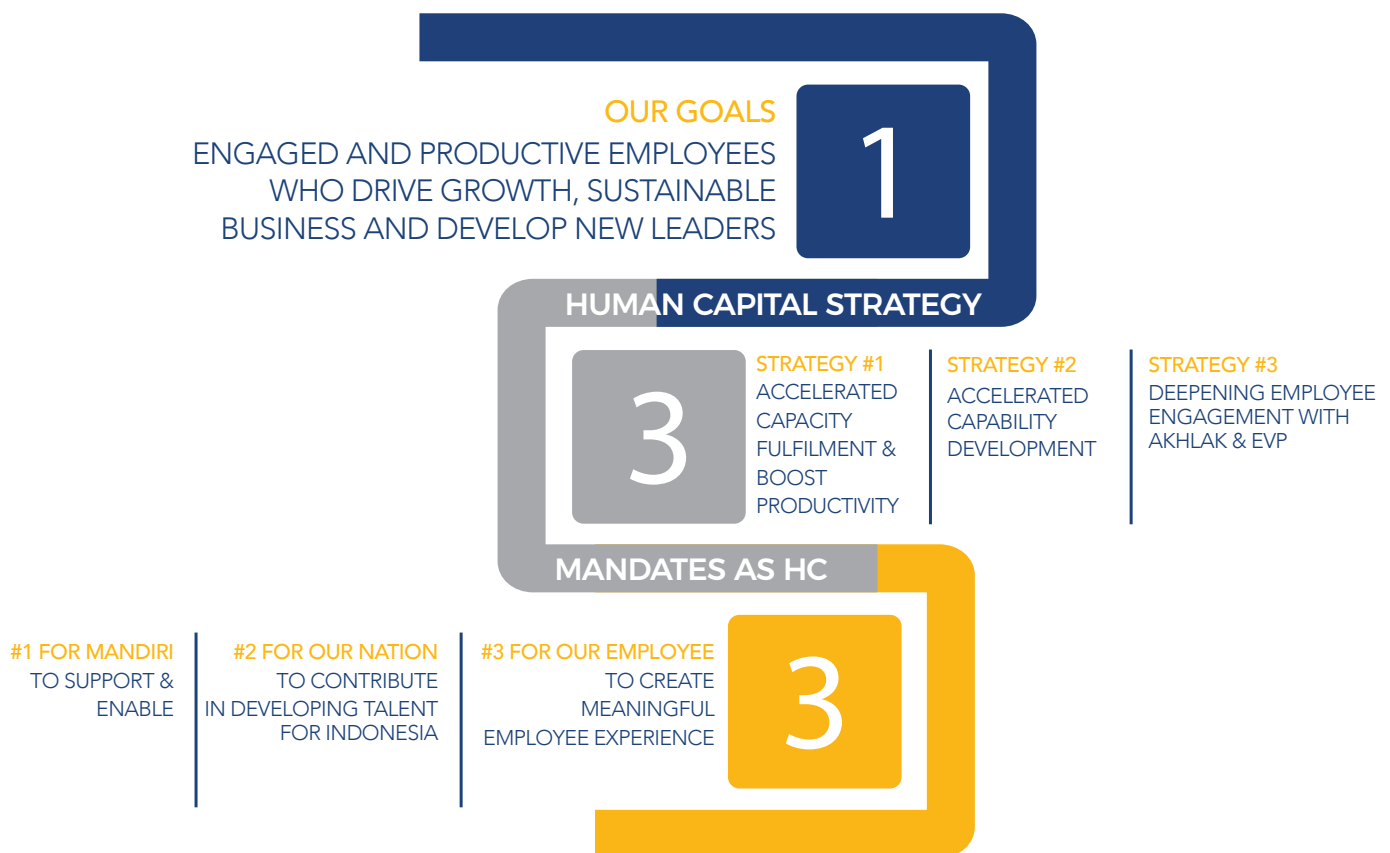 OUR GOALS
ENGAGED AND PRODUCTIVE EMPLOYEES
WHO DRIVE GROWTH, SUSTAINABLE
BUSINESS AND DEVELOP NEW LEADERS
1
HUMAN CAPITAL STRATEGY
3
STRATEGY #1
ACCELERATED
CAPACITY
FULFILMENT &
BOOST
PRODUCTIVITY
STRATEGY #2
ACCELERATED
CAPABILITY
DEVELOPMENT
STRATEGY #3
DEEPENING EMPLOYEE
ENGAGEMENT WITH
AKHLAK & EVP
MANDATES AS HC
#1 FOR MANDIRI
TO SUPPORT &
ENABLE
#2 FOR OUR NATION
TO CONTRIBUTE
IN DEVELOPING TALENT
FOR INDONESIA
#3 FOR OUR EMPLOYEE
TO CREATE
MEANINGFUL
EMPLOYEE EXPERIENCE
3